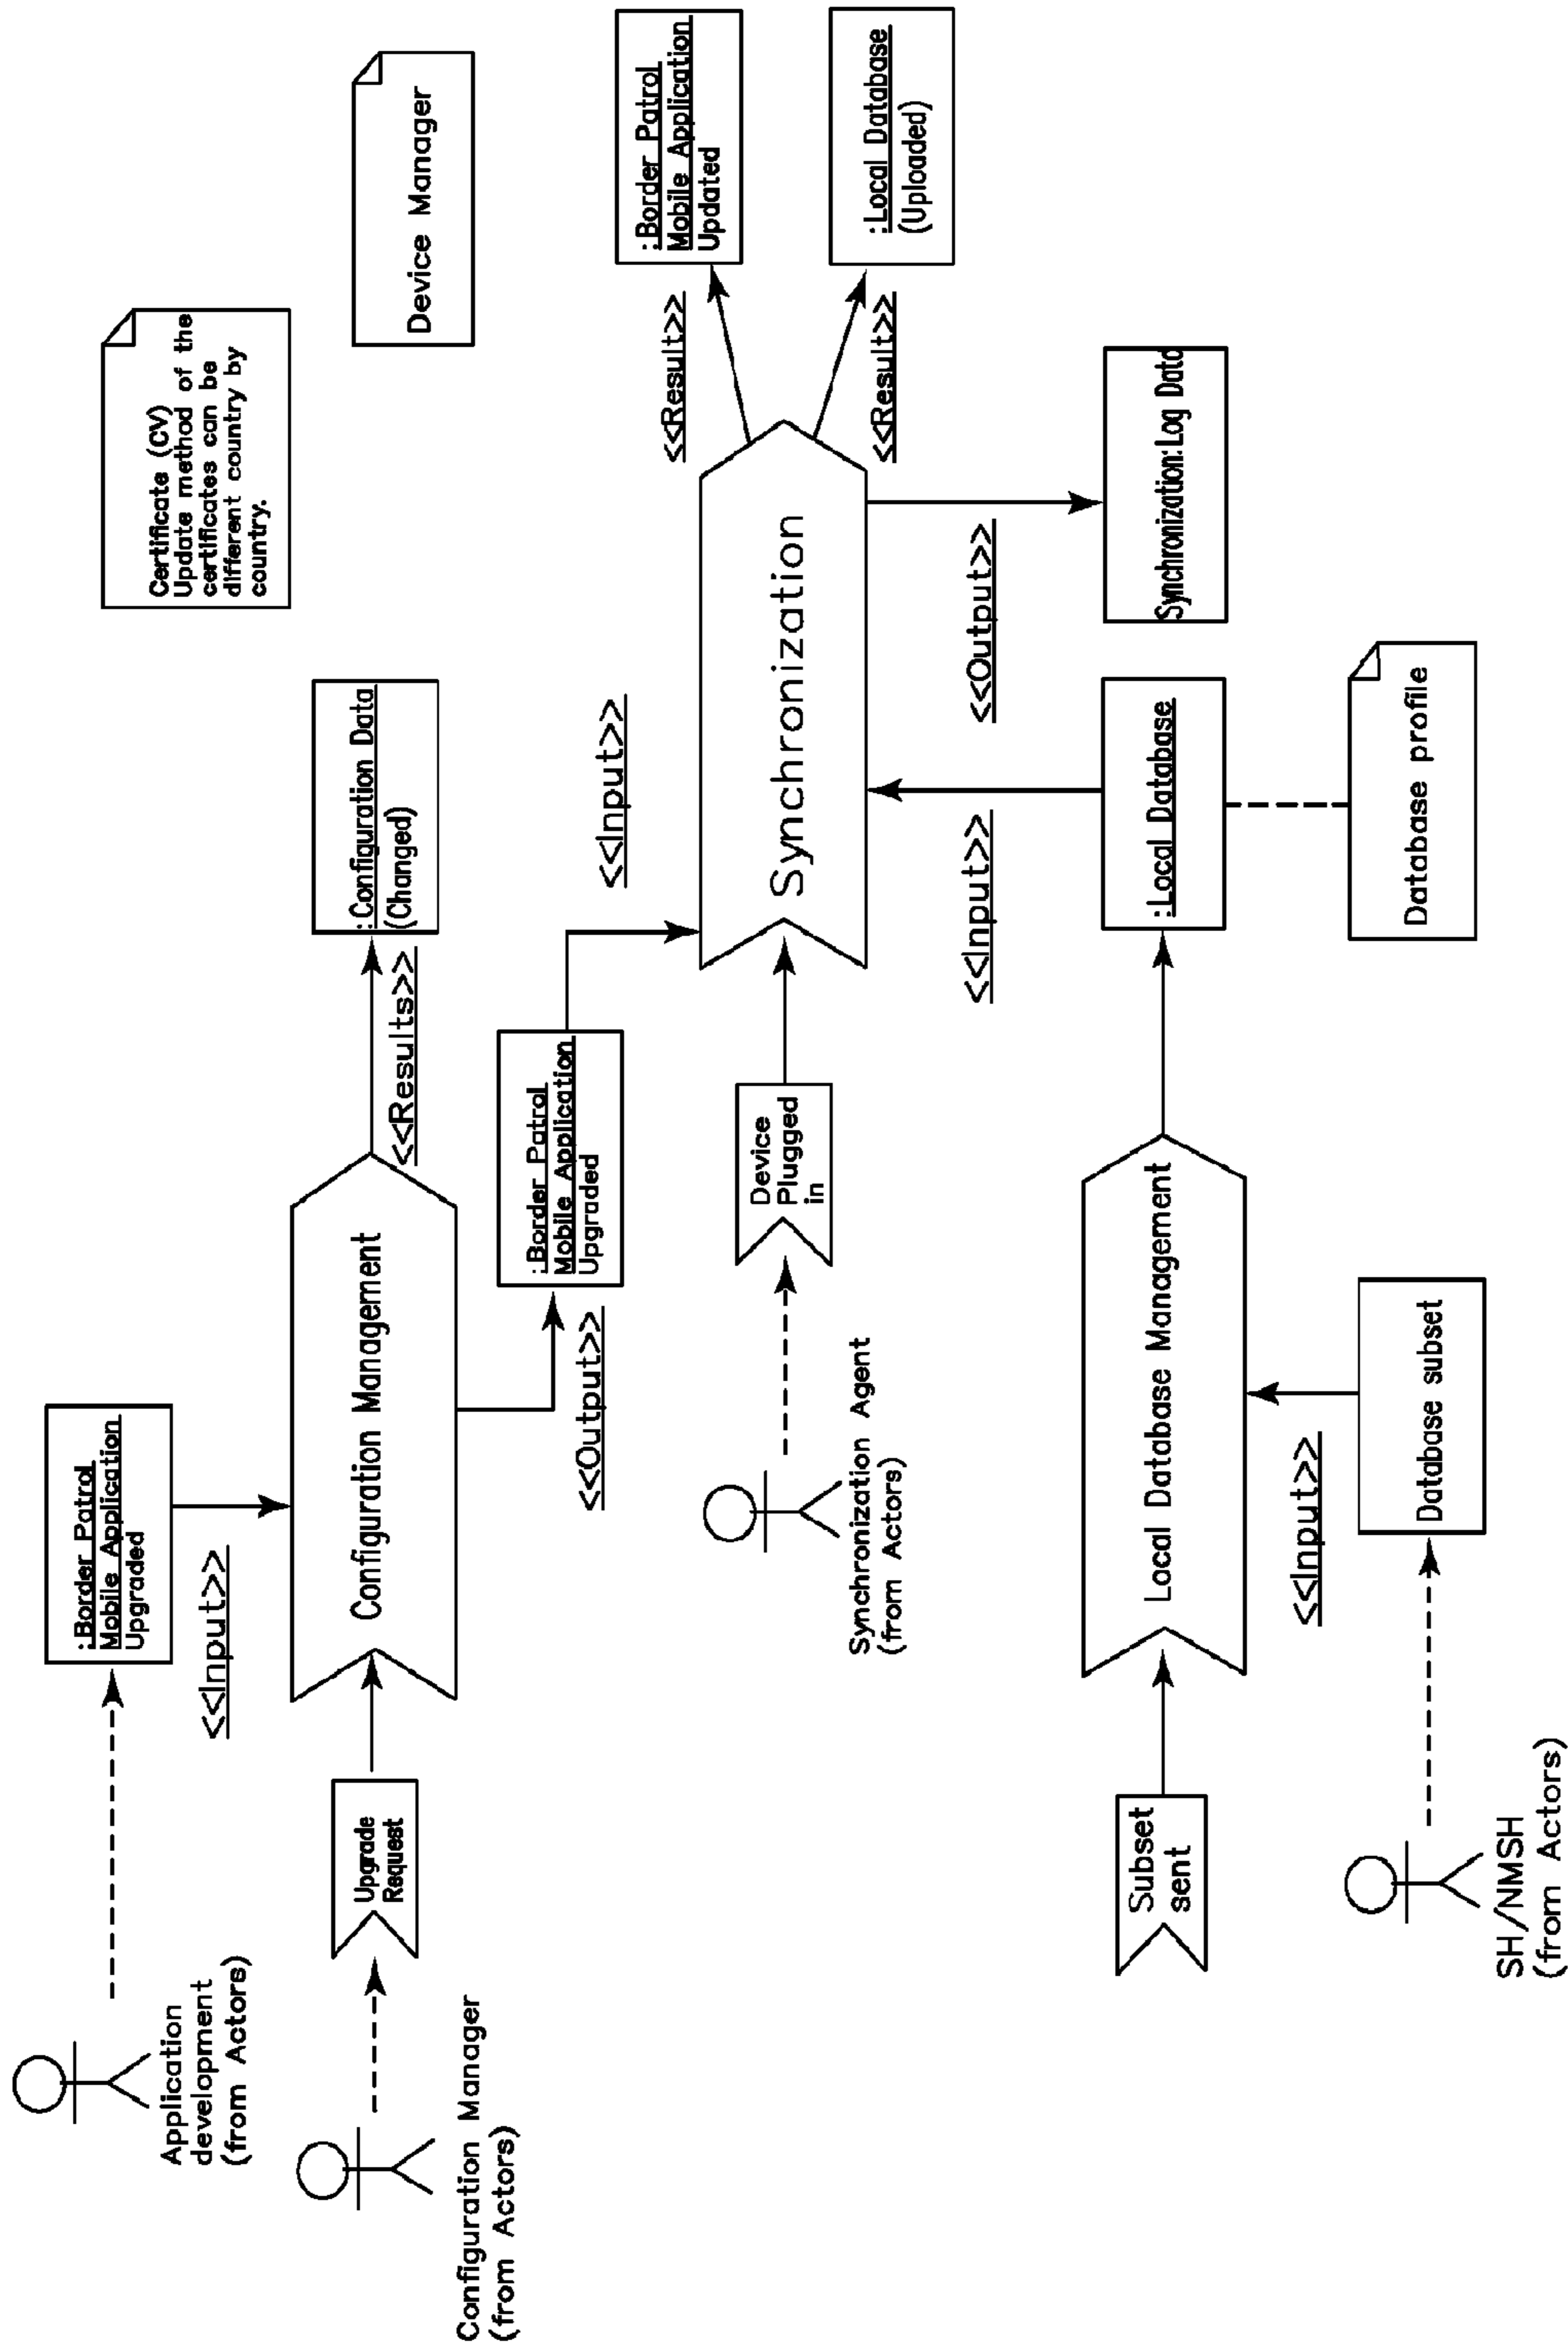 Certificate (CV)
Update method of the
certificates can be
different country by
country.
Device Manager
Application
development
(from Actors)
:Border Patrol
Mobile Application
Upgraded
<<Input>>
Configuration Manager
(from Actors)
Upgrade
Request
Configuration Management
<<Results>>
:Configuration Data
(Changed)
<<Output>>
:Border Patrol
Mobile Application
Upgraded
<<Input>>
Synchronization Agent
(from Actors)
Device
Plugged
in
Synchronization
<<Result>>
:Border Patrol
Mobile Application
Updated
<<Result>>
:Local Database
(Uploaded)
<<Output>>
Synchronization:Log Data
<<Input>>
Subset
sent
Local Database Management
:Local Database
<<Input>>
SH/NMSH
(from Actors)
Database subset
Database profile